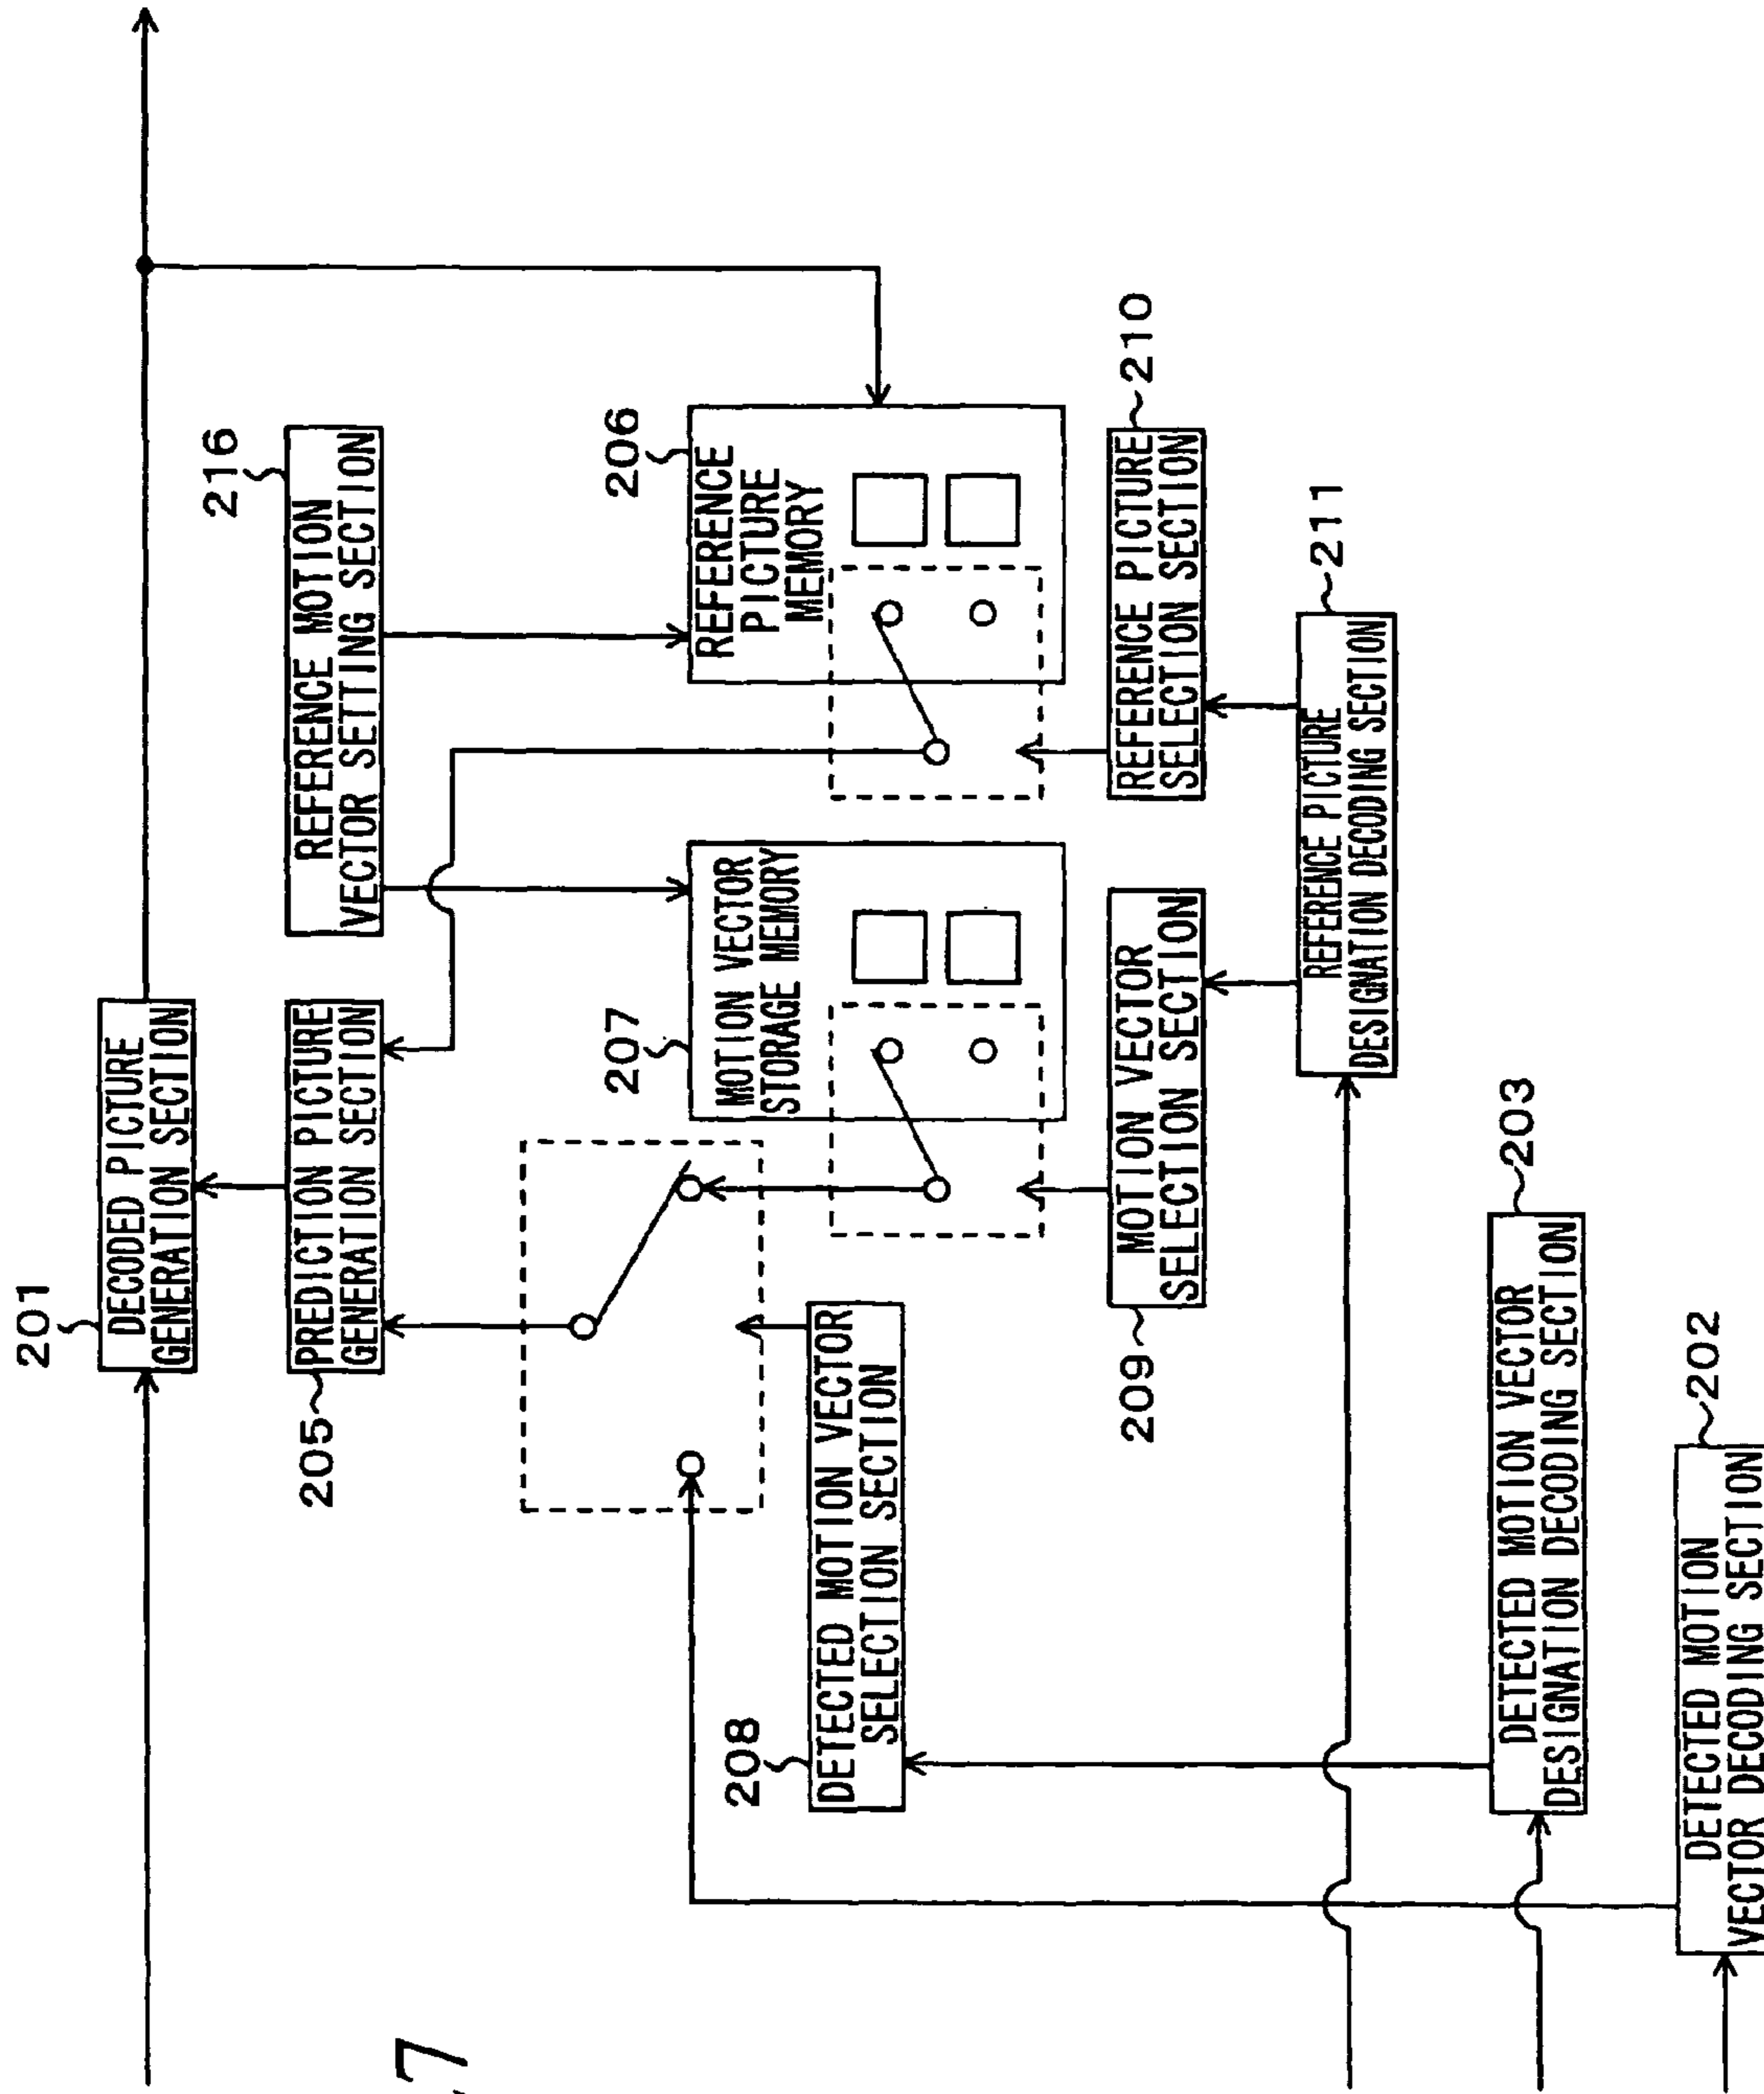 201
DECODED PICTURE
GENERATION SECTION
205
PREDICTION PICTURE
GENERATION SECTION
216
REFERENCE MOTION
VECTOR SETTING SECTION
207
MOTION VECTOR
STORAGE MEMORY
206
REFERENCE
PICTURE
MEMORY
208
DETECTED MOTION VECTOR
SELECTION SECTION
209
MOTION VECTOR
SELECTION SECTION
210
REFERENCE PICTURE
SELECTION SECTION
211
REFERENCE PICTURE
DESIGNATION DECODING SECTION
203
DETECTED MOTION VECTOR
DESIGNATION DECODING SECTION
202
DETECTED MOTION
VECTOR DECODING SECTION
7